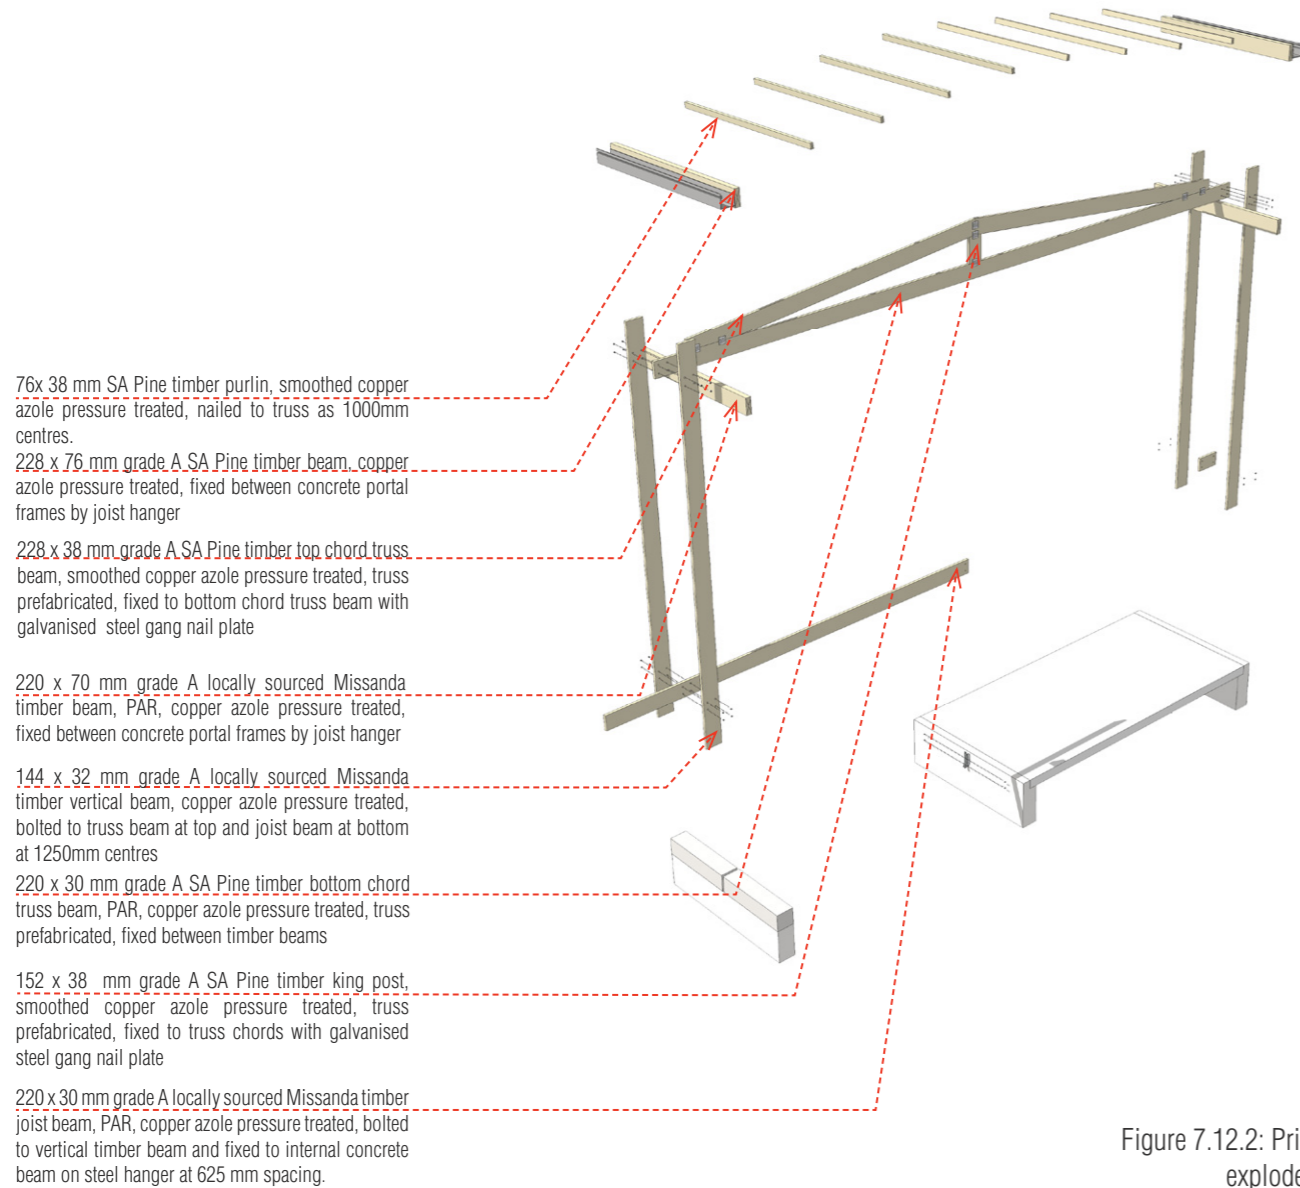 76x 38 mm SA Pine timber purlin, smoothed copper
azole pressure treated, nailed to truss as 1000mm
centres.
228 x 76 mm grade A SA Pine timber beam, copper
azole pressure treated, fixed between concrete portal
frames by joist hanger
228 x 38 mm grade A SA Pine timber top chord truss
beam, smoothed copper azole pressure treated, truss
prefabricated, fixed to bottom chord truss beam with
galvanised steel gang nail plate
220 x 70 mm grade A locally sourced Missanda
timber beam, PAR, copper azole pressure treated,
fixed between concrete portal frames by joist hanger
144 x 32 mm grade A locally sourced Missanda
timber vertical beam, copper azole pressure treated,
bolted to truss beam at top and joist beam at bottom
at 1250mm centres
220 x 30 mm grade A SA Pine timber bottom chord
truss beam, PAR, copper azole pressure treated, truss
prefabricated, fixed between timber beams
152 x 38 mm grade A SA Pine timber king post,
smoothed copper azole pressure treated, truss
prefabricated, fixed to truss chords with galvanised
steel gang nail plate
220 x 30 mm grade A locally sourced Missanda timber
joist beam, PAR, copper azole pressure treated, bolted
to vertical timber beam and fixed to internal concrete
beam on steel hanger at 625 mm spacing.
Figure 7.12.2: Pri
explode